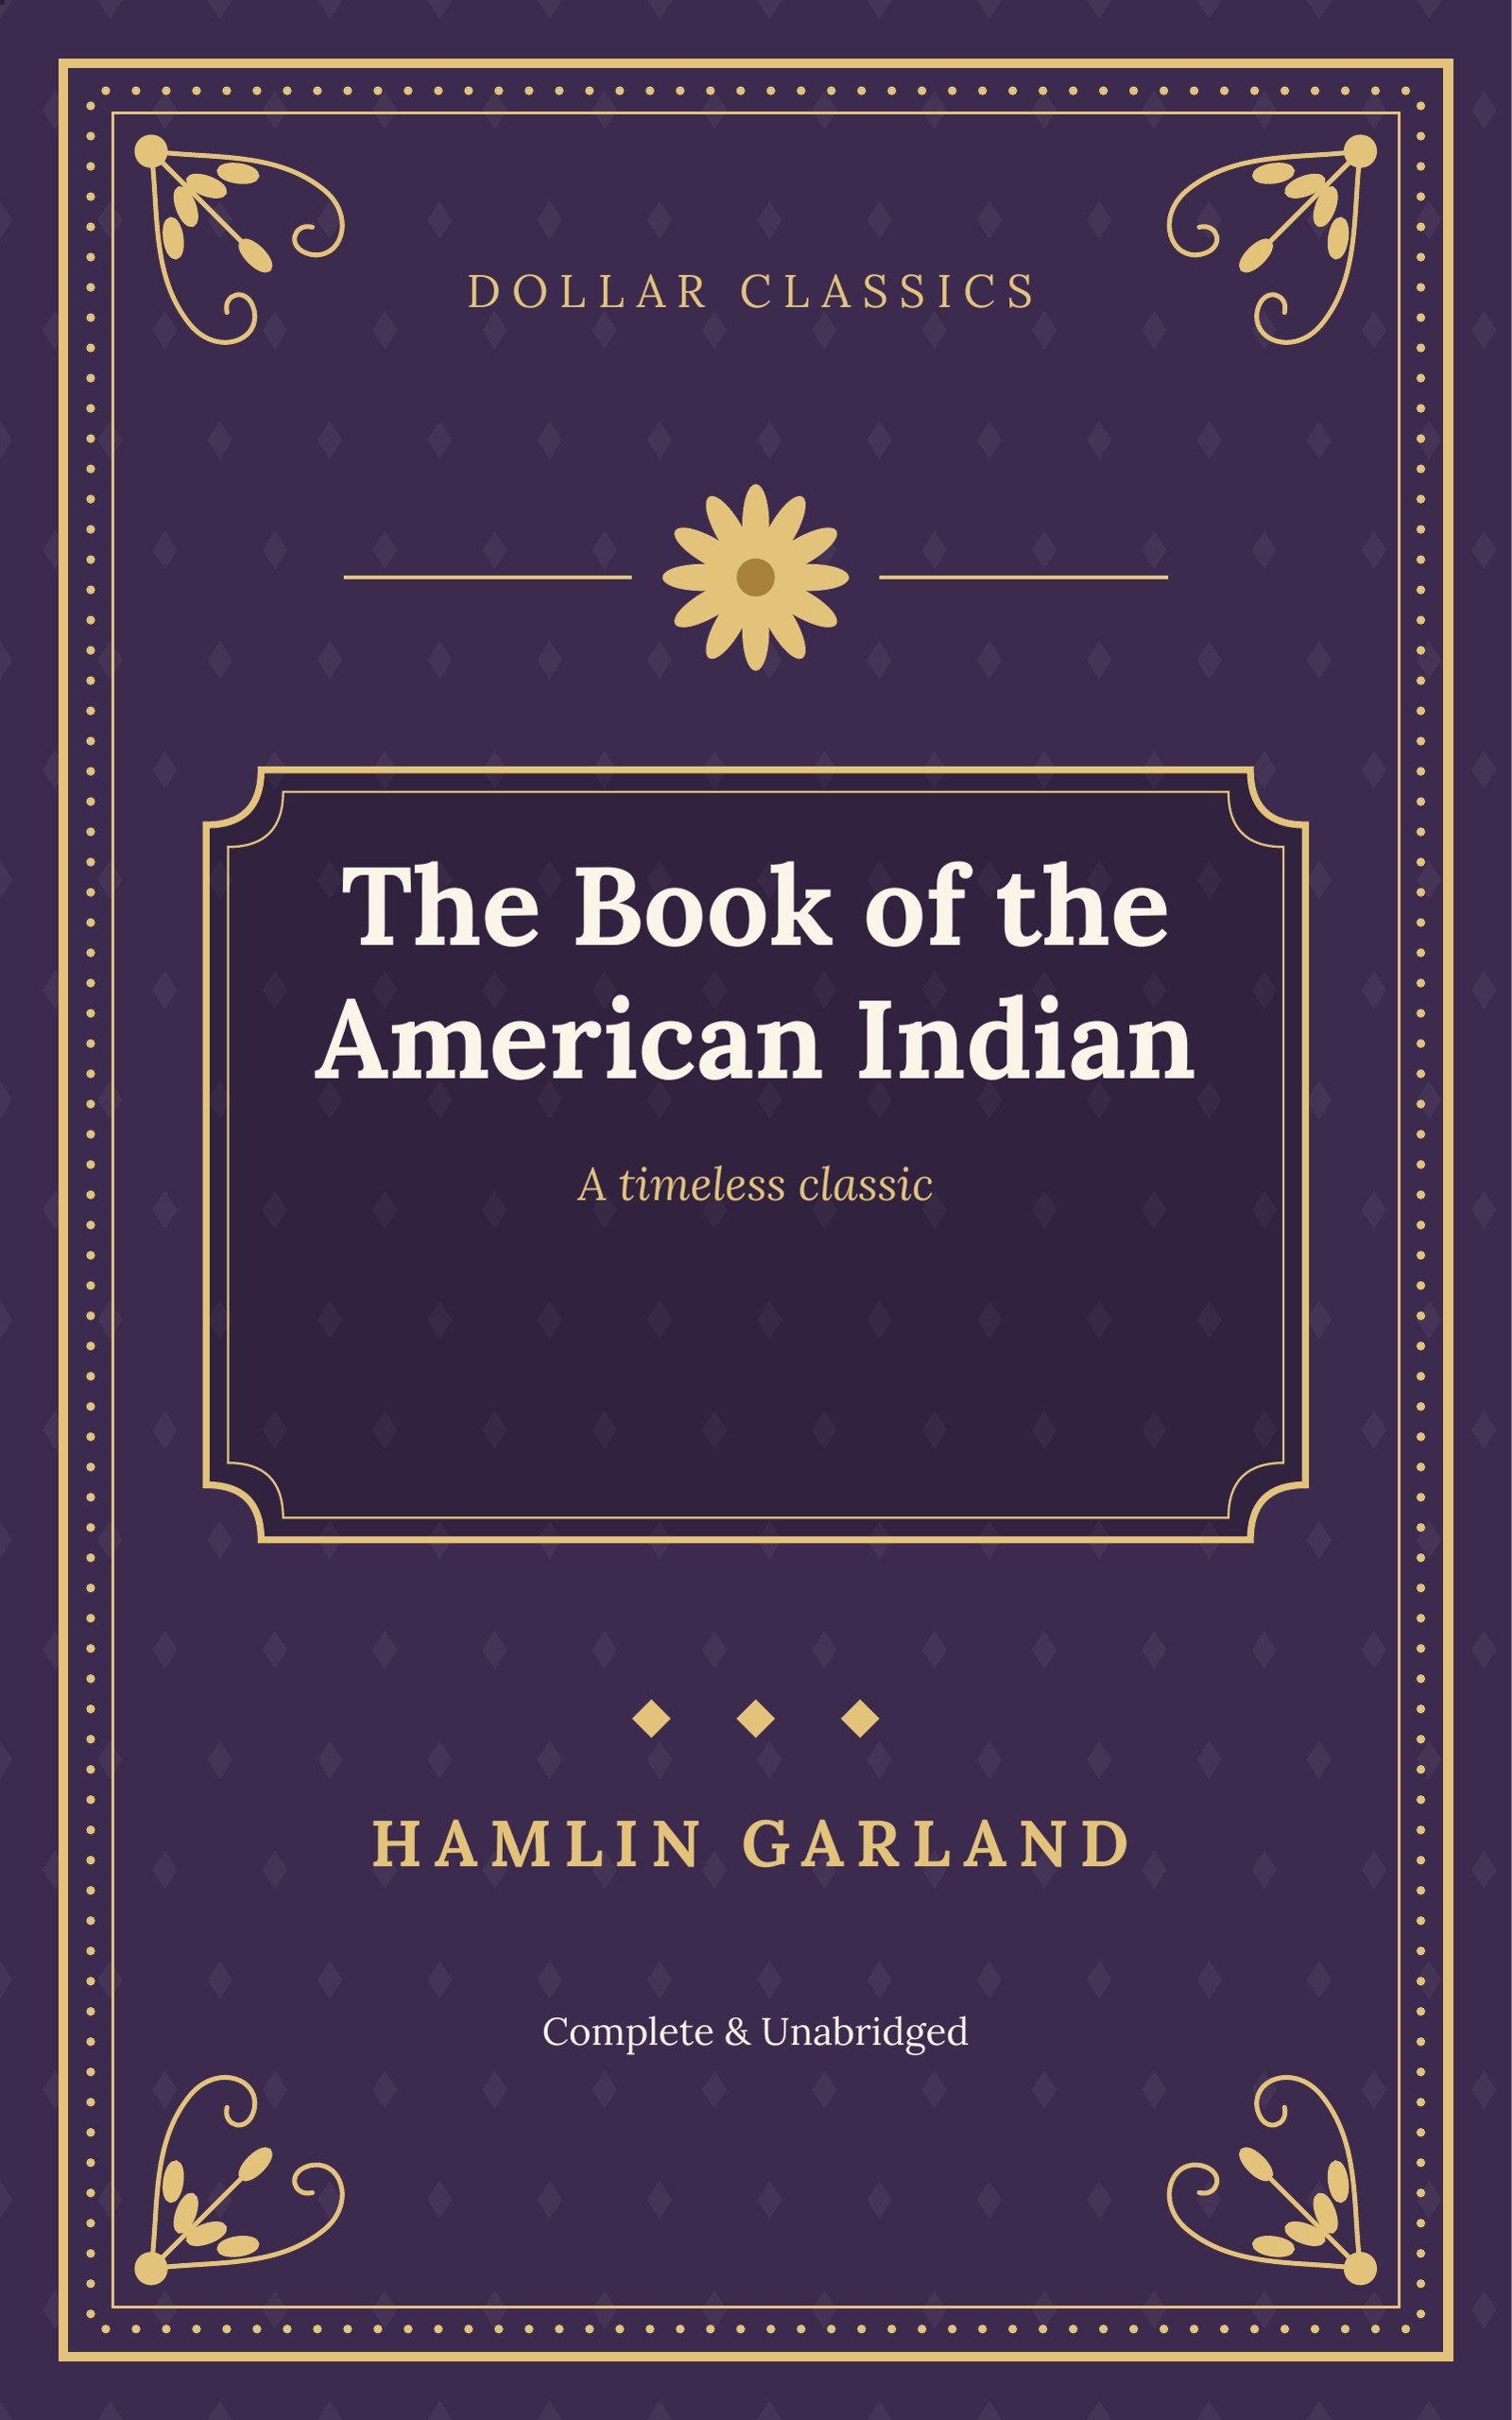 DOLLAR CLASSICS
The Book of the
American Indian
A timeless classic
HAMLIN GARLAND
Complete & Unabridged